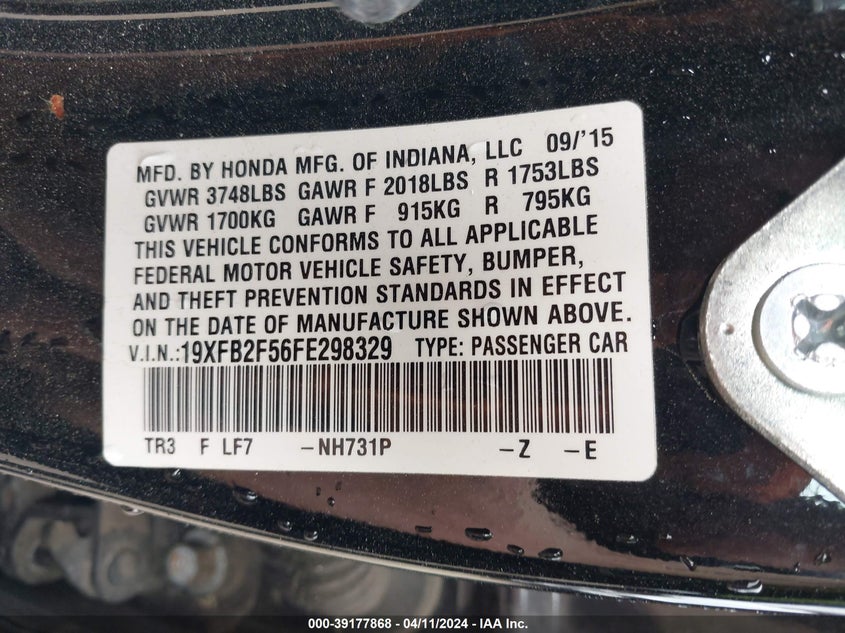 MFD. BY HONDA MFG. OF INDIANA, LLC 09/'15
GVWR 3748LBS GAWR F 2018LBS R 1753LBS
GVWR 1700KG GAWR F 915KG R 795KG
THIS VEHICLE CONFORMS TO ALL APPLICABLE
FEDERAL MOTOR VEHICLE SAFETY, BUMPER,
AND THEFT PREVENTION STANDARDS IN EFFECT
ON THE DATE OF MANUFACTURE SHOWN ABOVE.
V.I.N.:19XFB2F56FE298329 TYPE: PASSENGER CAR
TR3 F LF7 -NH731P -Z -E
000-39177868 / 04/11/2024 - IAA Inc.